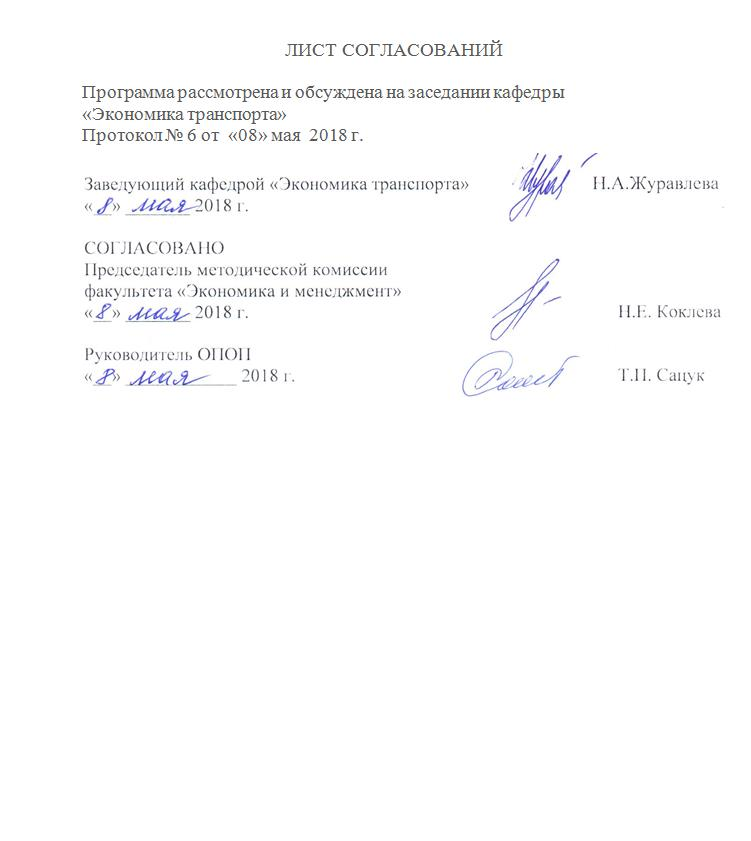 ЛИСТ СОГЛАСОВАНИЙ
Программа рассмотрена и обсуждена на заседании кафедры
«Экономика транспорта»
Протокол № 6 от «08» мая 2018 г.
Заведующий кафедрой «Экономика транспорта» Н.А.Журавлева
«8» мая 2018 г.
СОГЛАСОВАНО
Председатель методической комиссии
факультета «Экономика и менеджмент»
«8» мая 2018 г. Н.Е. Коклева
Руководитель ОПОП
«8» мая 2018 г. Т.П. Сацук